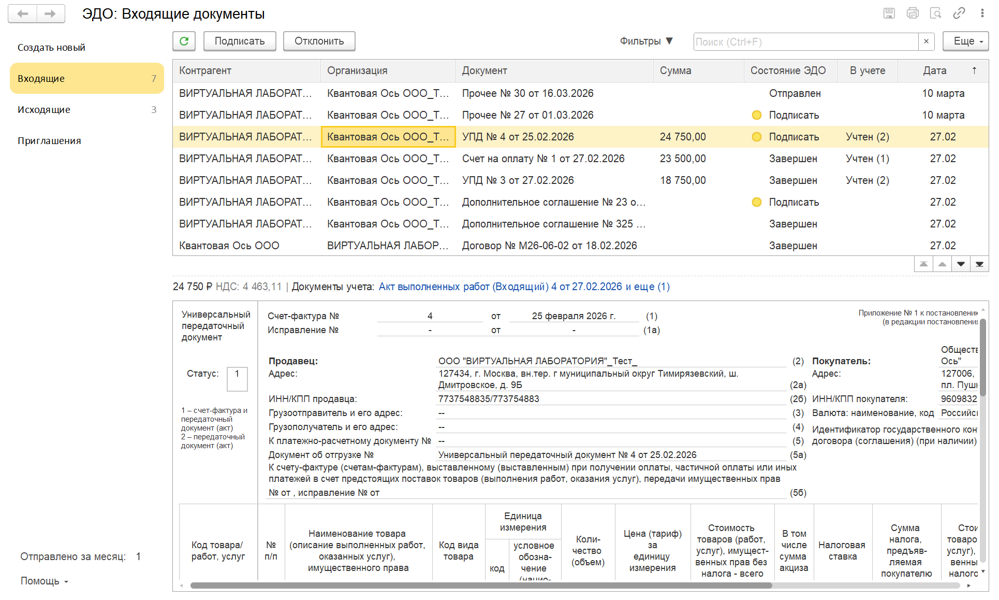 ЭДО: Входящие документы
Создать новый
Входящие 7
Исходящие 3
Приглашения
Отправлено за месяц: 1
Помощь
Подписать Отклонить Фильтры ▼ Поиск (Ctrl+F) × Еще
Контрагент Организация Документ Сумма Состояние ЭДО В учете Дата ↑
ВИРТУАЛЬНАЯ ЛАБОРАТ... Квантовая Ось ООО_Т... Прочее № 30 от 16.03.2026 Отправлен 10 марта
ВИРТУАЛЬНАЯ ЛАБОРАТ... Квантовая Ось ООО_Т... Прочее № 27 от 01.03.2026 Подписать 10 марта
ВИРТУАЛЬНАЯ ЛАБОРАТ... Квантовая Ось ООО_Т... УПД № 4 от 25.02.2026 24 750,00 Подписать Учтен (2) 27.02
ВИРТУАЛЬНАЯ ЛАБОРАТ... Квантовая Ось ООО_Т... Счет на оплату № 1 от 27.02.2026 23 500,00 Завершен Учтен (1) 27.02
ВИРТУАЛЬНАЯ ЛАБОРАТ... Квантовая Ось ООО_Т... УПД № 3 от 27.02.2026 18 750,00 Завершен Учтен (2) 27.02
ВИРТУАЛЬНАЯ ЛАБОРАТ... Квантовая Ось ООО_Т... Дополнительное соглашение № 23 о... Подписать 27.02
ВИРТУАЛЬНАЯ ЛАБОРАТ... Квантовая Ось ООО_Т... Дополнительное соглашение № 325 ... Завершен 27.02
Квантовая Ось ООО ВИРТУАЛЬНАЯ ЛАБОР... Договор № М26-06-02 от 18.02.2026 Завершен 27.02
24 750 ₽ НДС: 4 463,11 | Документы учета: Акт выполненных работ (Входящий) 4 от 27.02.2026 и еще (1)
Универсальный
передаточный
документ
Статус: 1
1 – счет-фактура и
передаточный
документ (акт)
2 – передаточный
документ (акт)
Счет-фактура № 4 от 25 февраля 2026 г. (1)
Исправление № - от - (1а)
Приложение № 1 к постановлению
(в редакции постановления
Продавец: ООО "ВИРТУАЛЬНАЯ ЛАБОРАТОРИЯ"_Тест_ (2)
Адрес: 127434, г. Москва, вн.тер. г муниципальный округ Тимирязевский, ш.
Дмитровское, д. 9Б (2а)
ИНН/КПП продавца: 7737548835/773754883 (2б)
Грузоотправитель и его адрес: -- (3)
Грузополучатель и его адрес: -- (4)
К платежно-расчетному документу № -- (5)
Документ об отгрузке № Универсальный передаточный документ № 4 от 25.02.2026 (5а)
К счету-фактуре (счетам-фактурам), выставленному (выставленным) при получении оплаты, частичной оплаты или иных
платежей в счет предстоящих поставок товаров (выполнения работ, оказания услуг), передачи имущественных прав
№ от , исправление № от (5б)
Обществ
Покупатель: Ось"
Адрес: 127006,
пл. Пушк
ИНН/КПП покупателя: 9609832
Валюта: наименование, код Российс
Идентификатор государственного кон
договора (соглашения) (при наличии)
Код товара/
работ, услуг
№
п/п
Наименование товара
(описание выполненных работ,
оказанных услуг),
имущественного права
Код вида
товара
Единица
измерения
код
условное
обозна-
чение
(нацио-
Коли-
чество
(объем)
Цена (тариф)
за
единицу
измерения
Стоимость
товаров (работ,
услуг), имущест-
венных прав без
налога - всего
В том
числе
сумма
акциза
Налоговая
ставка
Сумма
налога,
предъяв-
ляемая
покупателю
Стои
товаро
услуг),
венны
налого